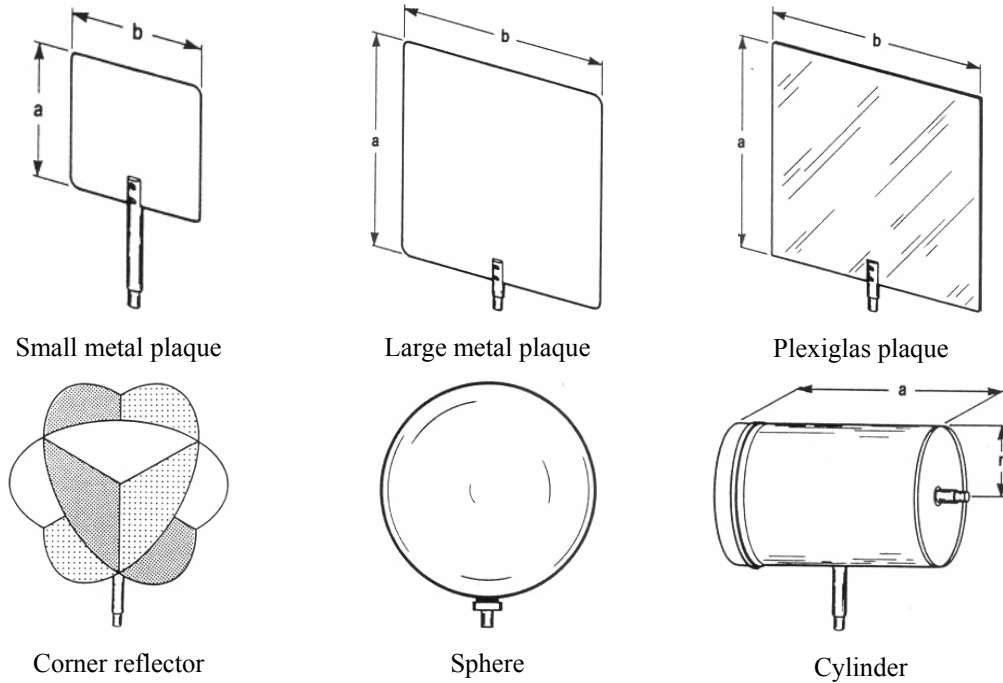 b
a
Small metal plaque
b
a
Large metal plaque
b
a
Plexiglas plaque
Corner reflector
Sphere
a
r
Cylinder